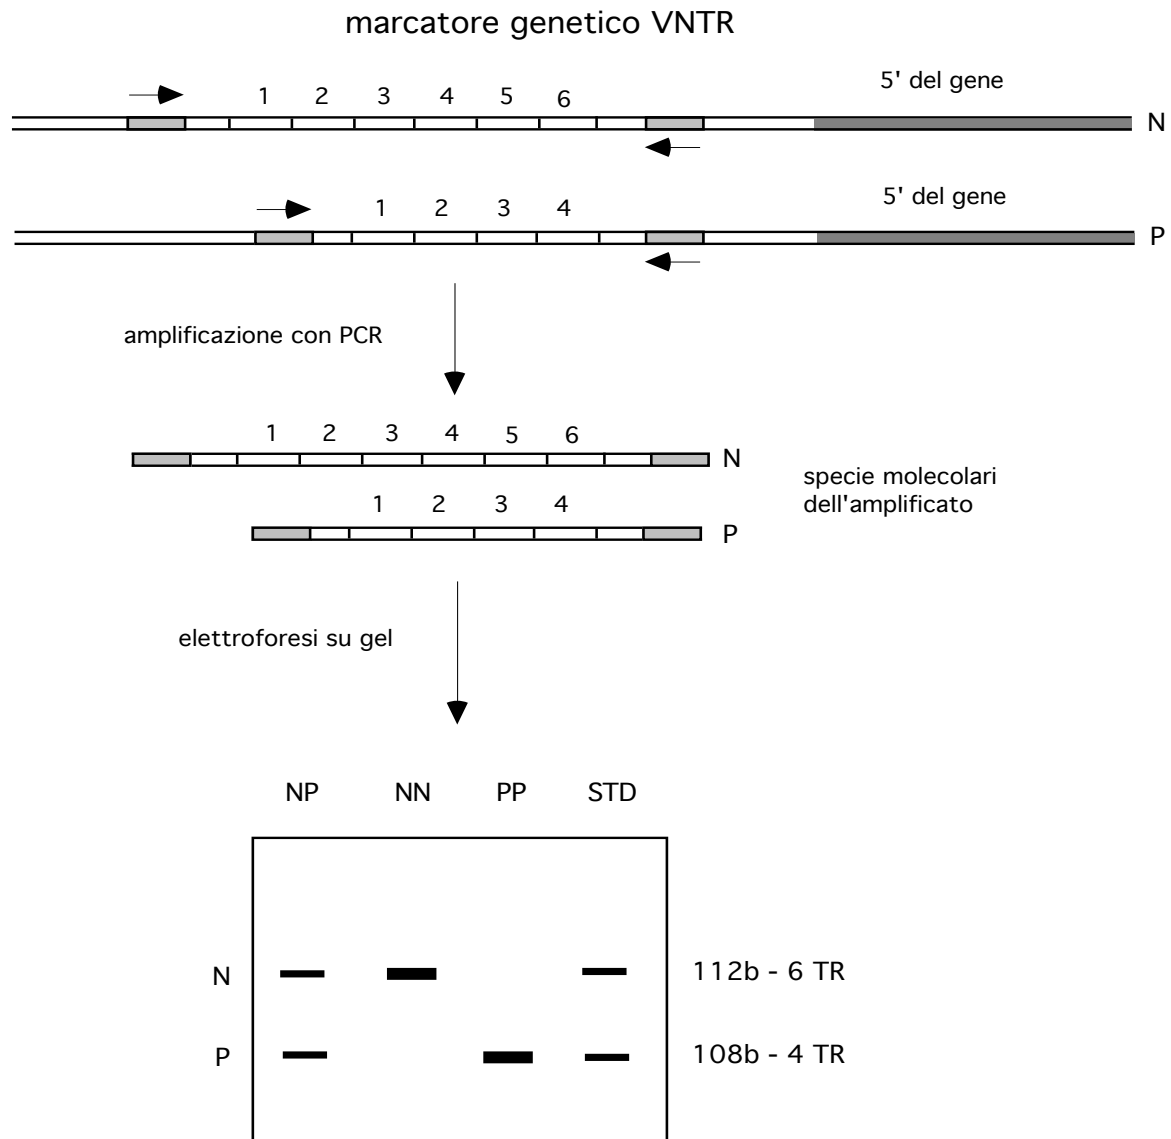 marcatore genetico VNTR
5' del gene
1 2 3 4 5 6
N
5' del gene
1 2 3 4
P
amplificazione con PCR
1 2 3 4 5 6
N
specie molecolari
dell'amplificato
1 2 3 4
P
elettroforesi su gel
NP NN PP STD
N 112b - 6 TR
P 108b - 4 TR